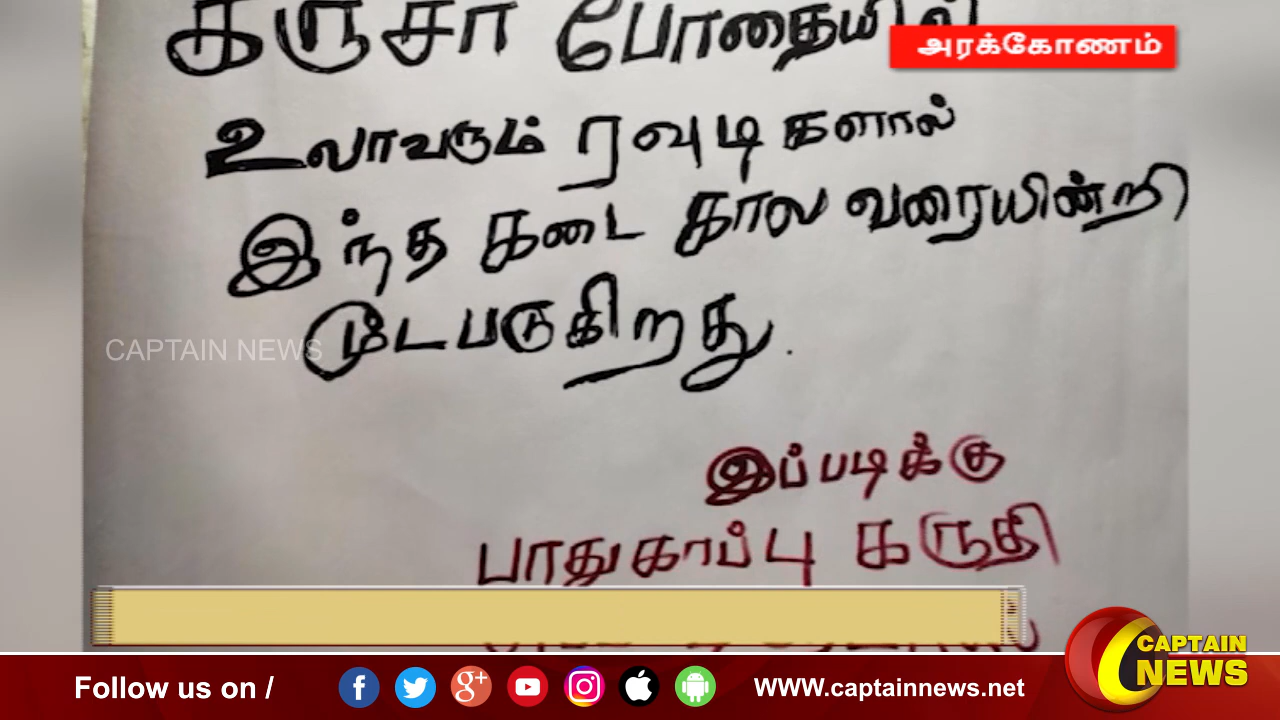 கஞ்சா போதையில்
அரக்கோணம்
உலாவரும் ரவுடிகளால்
இந்த கடை கால வரையின்றி
மூடபடுகிறது.
CAPTAIN NEWS
இப்படிக்கு
பாதுகாப்பு கருதி
Follow us on /
WWW.captainnews.net
CAPTAIN
NEWS